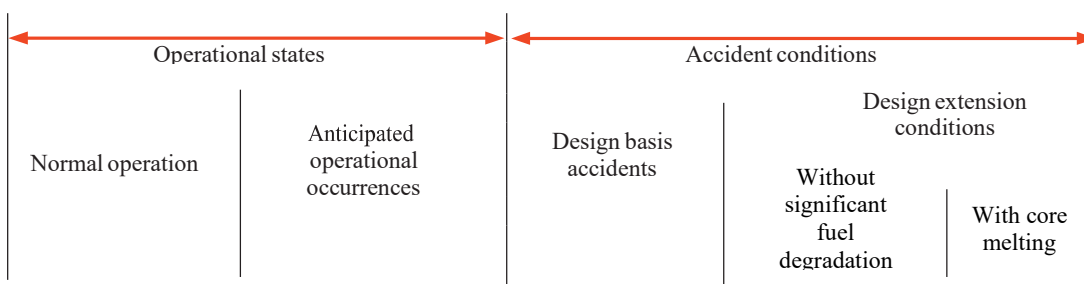 Operational states
Accident conditions
Normal operation
Anticipated
operational
occurrences
Design basis
accidents
Design extension
conditions
Without
significant
fuel
degradation
With core
melting